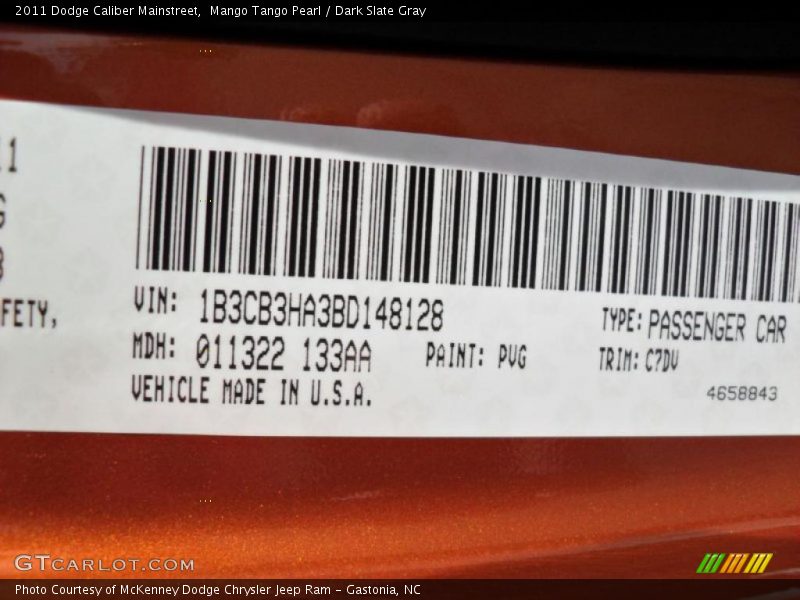 2011 Dodge Caliber Mainstreet,  Mango Tango Pearl / Dark Slate Gray
FETY,
VIN: 1B3CB3HA3BD148128
TYPE: PASSENGER CAR
MDH: 011322 133AA
PAINT: PVG
TRIM: C7DV
VEHICLE MADE IN U.S.A.
4658843
GTCARLOT.COM
Photo Courtesy of McKenney Dodge Chrysler Jeep Ram - Gastonia, NC